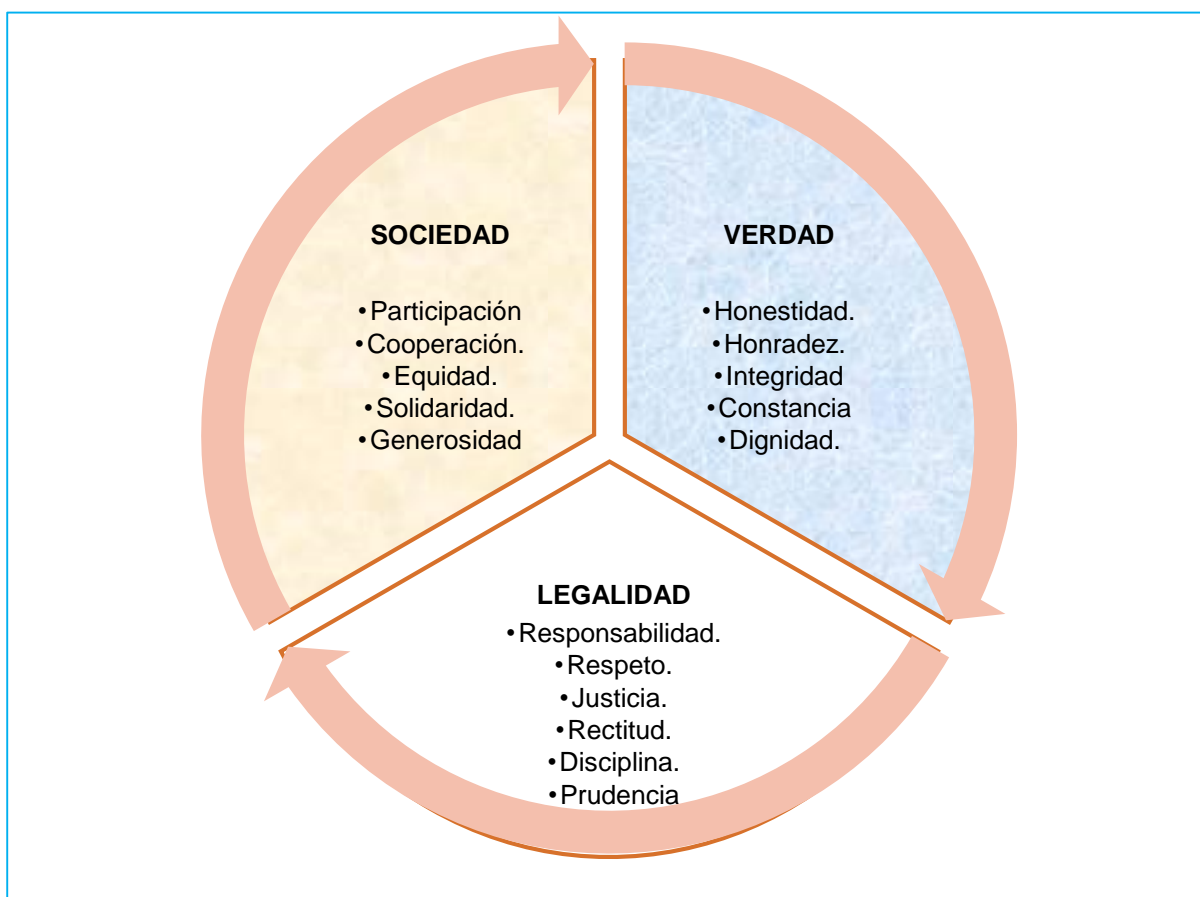 SOCIEDAD
•Participación
•Cooperación.
•Equidad.
•Solidaridad.
•Generosidad
VERDAD
•Honestidad.
•Honradez.
•Integridad
•Constancia
•Dignidad.
LEGALIDAD
•Responsabilidad.
•Respeto.
•Justicia.
•Rectitud.
•Disciplina.
•Prudencia